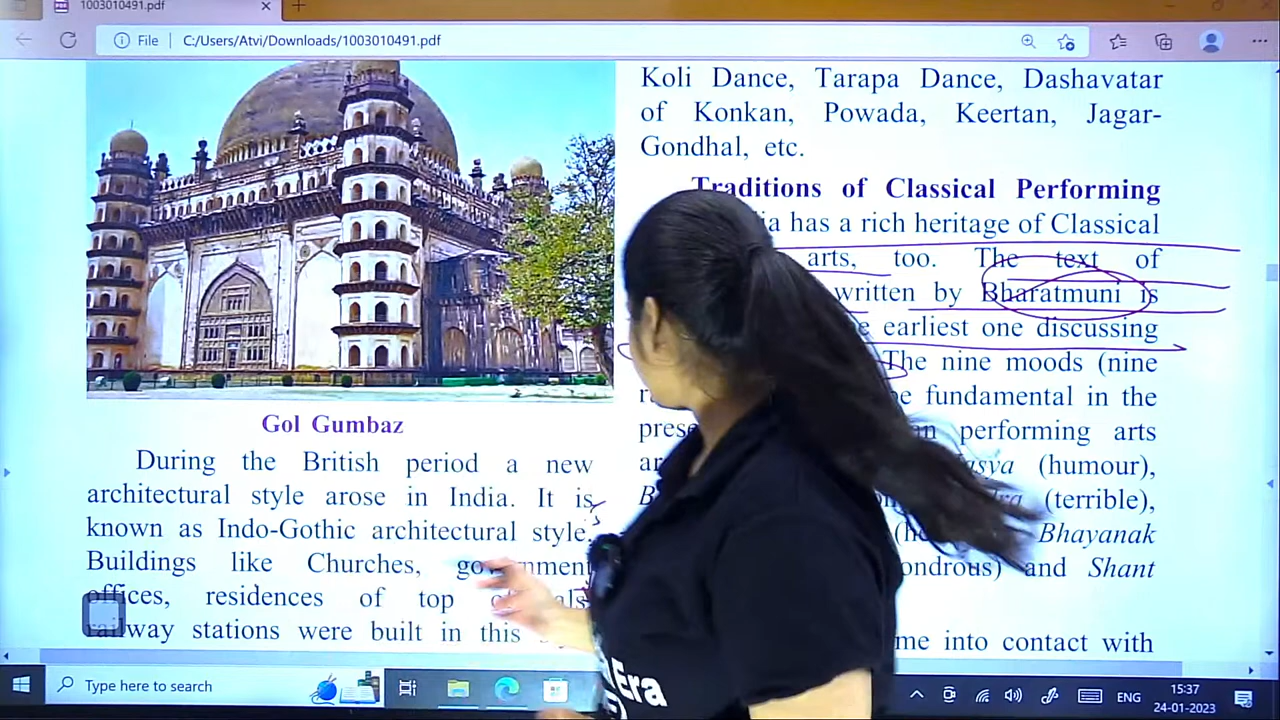 1003010491.pdf
File
C:/Users/Atvi/Downloads/1003010491.pdf
Gol Gumbaz
During the British period a new
architectural style arose in India. It is
known as Indo-Gothic architectural style.
Buildings like Churches, government
offices, residences of top
railway stations were built in this
Koli Dance, Tarapa Dance, Dashavatar
of Konkan, Powada, Keertan, Jagar-
Gondhal, etc.
Traditions of Classical Performing
has a rich heritage of Classical
arts, too. The text of
written by Bharatmuni is
earliest one discussing
The nine moods (nine
fundamental in the
performing arts
(humour),
(terrible),
Bhayanak
and Shant
into contact with
Era
Type here to search
ENG
15:37
24-01-2023